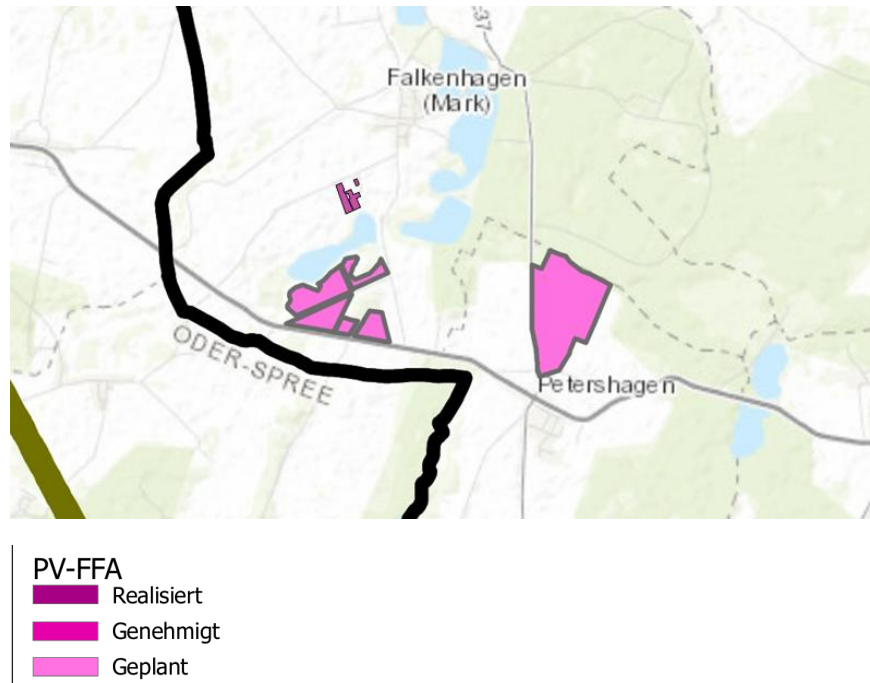 :37
Falkenhagen
(Mark)
ODER-SPREE
Petershagen
PV-FFA
Realisiert
Genehmigt
Geplant